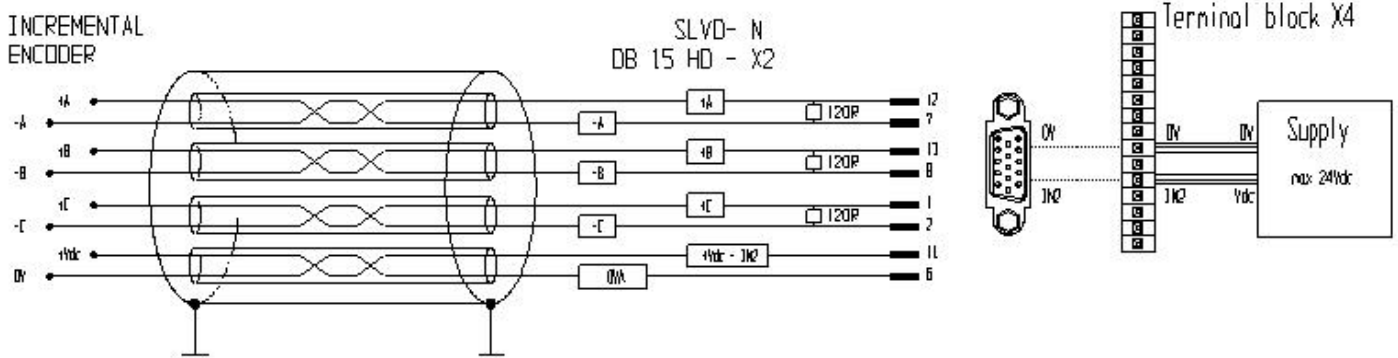 INCREMENTAL
ENCODER
SLVD- N
DB 15 HD - X2
Terminal block X4
+A
+A
120R
12
-A
-A
7
+B
+B
120R
13
-B
-B
8
+C
+C
120R
1
-C
-C
2
+Vdc
+Vdc - IN2
11
0V
0VA
6
0V
0V
0V
Supply
max 24Vdc
IN2
IN2
Vdc